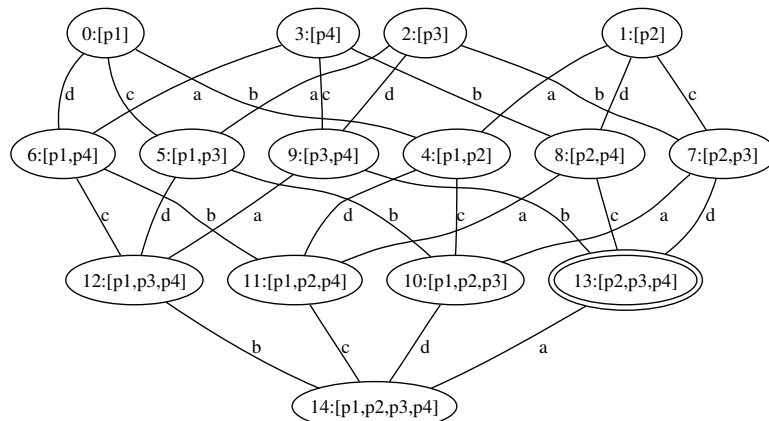 0:[p1] 3:[p4] 2:[p3] 1:[p2]
d c a b a c d b a d b c
6:[p1,p4] 5:[p1,p3] 9:[p3,p4] 4:[p1,p2] 8:[p2,p4] 7:[p2,p3]
c d b a d b c a b c a d
12:[p1,p3,p4] 11:[p1,p2,p4] 10:[p1,p2,p3] 13:[p2,p3,p4]
b c d a
14:[p1,p2,p3,p4]